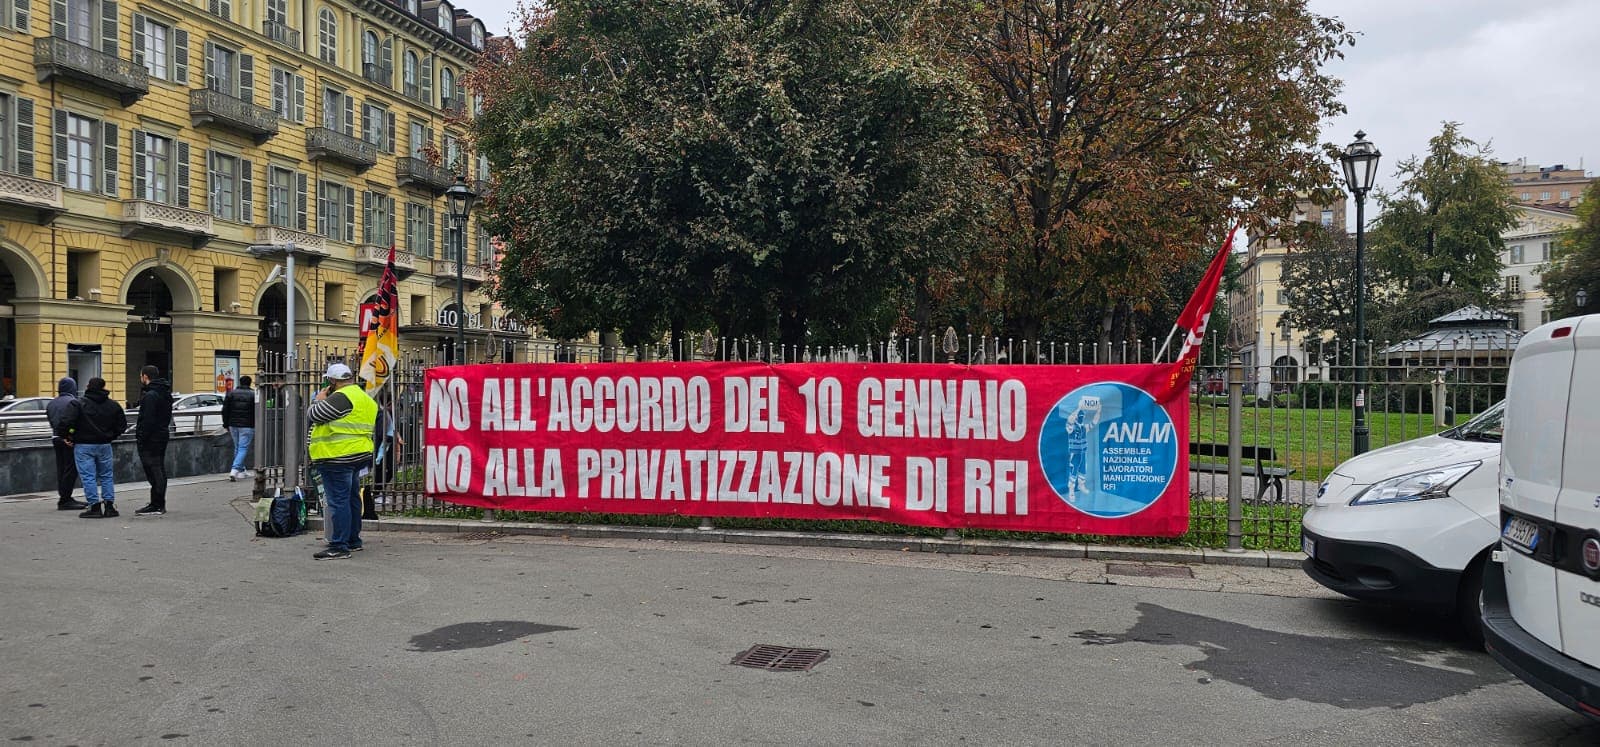 HOTEL ROMA
NO ALL'ACCORDO DEL 10 GENNAIO
NO ALLA PRIVATIZZAZIONE DI RFI
NO!
ANLM
ASSEMBLEA
NAZIONALE
LAVORATORI
MANUTENZIONE
RFI